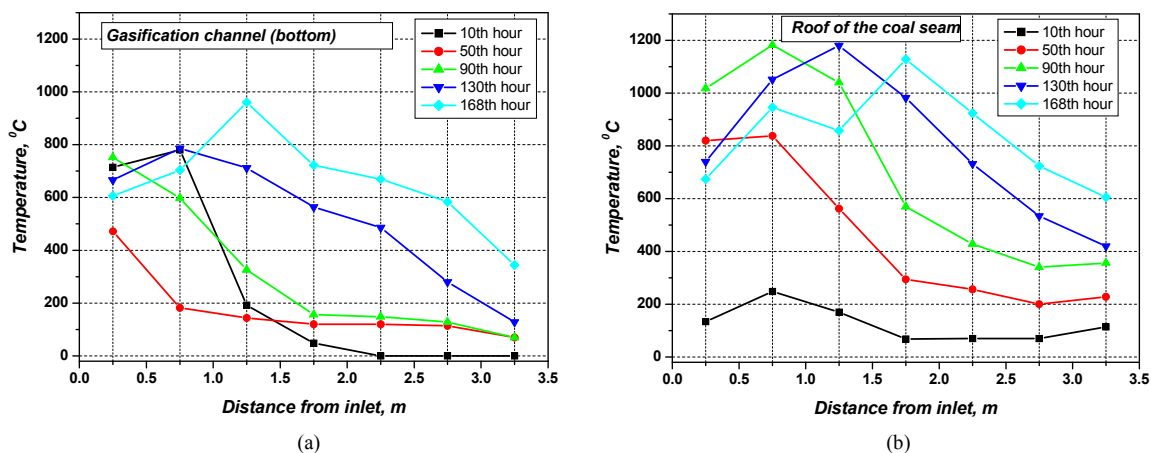 Gasification channel (bottom)
10th hour
50th hour
90th hour
130th hour
168th hour
1200
1000
800
600
400
200
0
Temperature, ⁰C
0.0 0.5 1.0 1.5 2.0 2.5 3.0 3.5
Distance from inlet, m
(a)
Roof of the coal seam
10th hour
50th hour
90th hour
130th hour
168th hour
1200
1000
800
600
400
200
0
Temperature, ⁰C
0.0 0.5 1.0 1.5 2.0 2.5 3.0 3.5
Distance from inlet, m
(b)